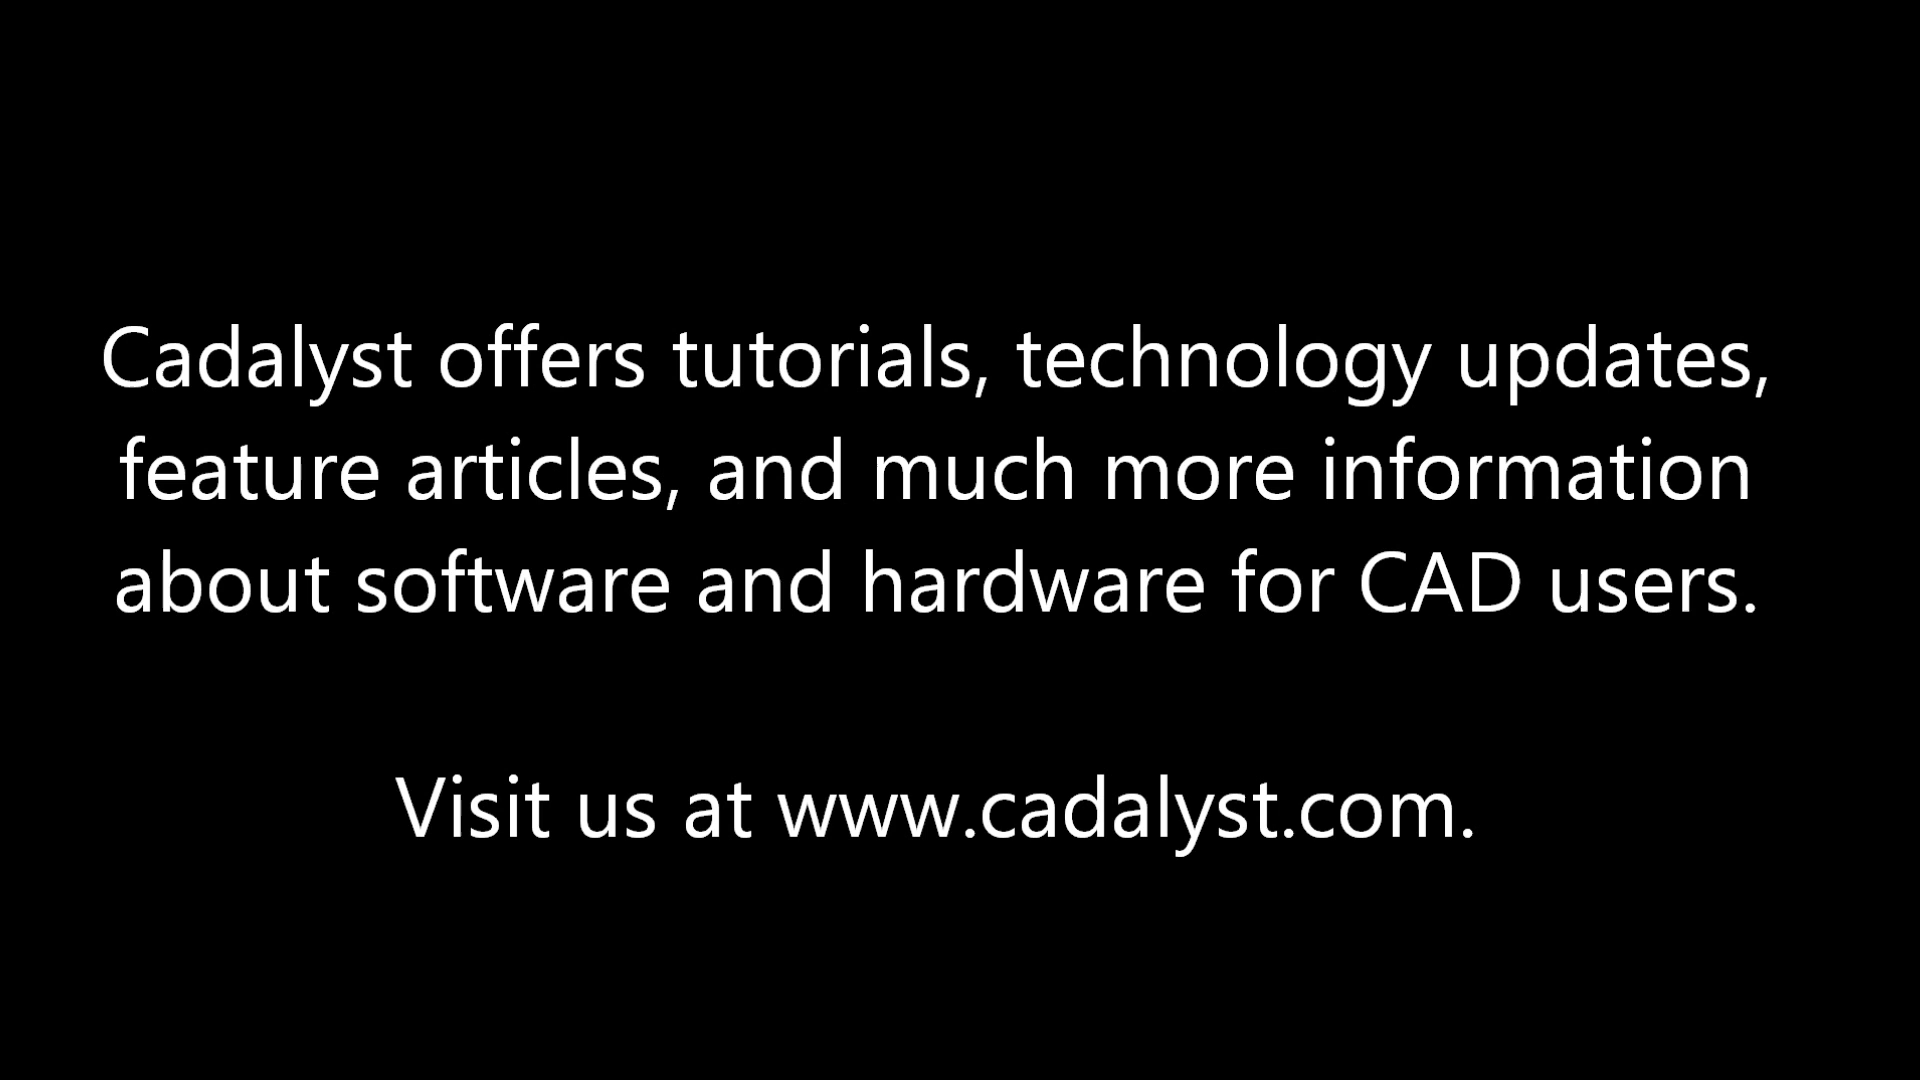 Cadalyst offers tutorials, technology updates,
feature articles, and much more information
about software and hardware for CAD users.
Visit us at www.cadalyst.com.